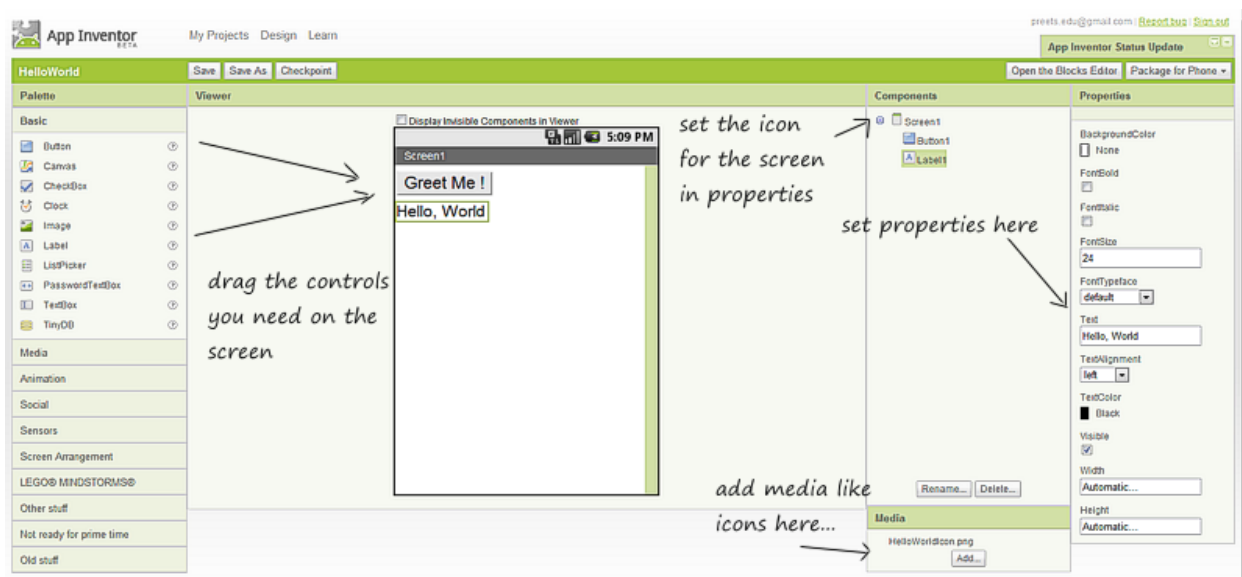 preets.edu@gmail.com | Report bug | Sign out
App Inventor
BETA
My Projects Design Learn
App Inventor Status Update
HelloWorld
Save Save As Checkpoint
Open the Blocks Editor Package for Phone
Palette
Basic
Button
Canvas
CheckBox
Clock
Image
Label
ListPicker
PasswordTextBox
TextBox
TinyDB
Media
Animation
Social
Sensors
Screen Arrangement
LEGO® MINDSTORMS®
Other stuff
Not ready for prime time
Old stuff
drag the controls
you need on the
screen
Viewer
Display Invisible Components in Viewer
5:09 PM
Screen1
Greet Me !
Hello, World
set the icon
for the screen
in properties
set properties here
add media like
icons here...
Components
Screen1
Button1
Label1
Rename... Delete...
Media
HelloWorldIcon.png
Add...
Properties
BackgroundColor
None
FontBold
FontItalic
FontSize
24
FontTypeface
default
Text
Hello, World
TextAlignment
left
TextColor
Black
Visible
Width
Automatic...
Height
Automatic...